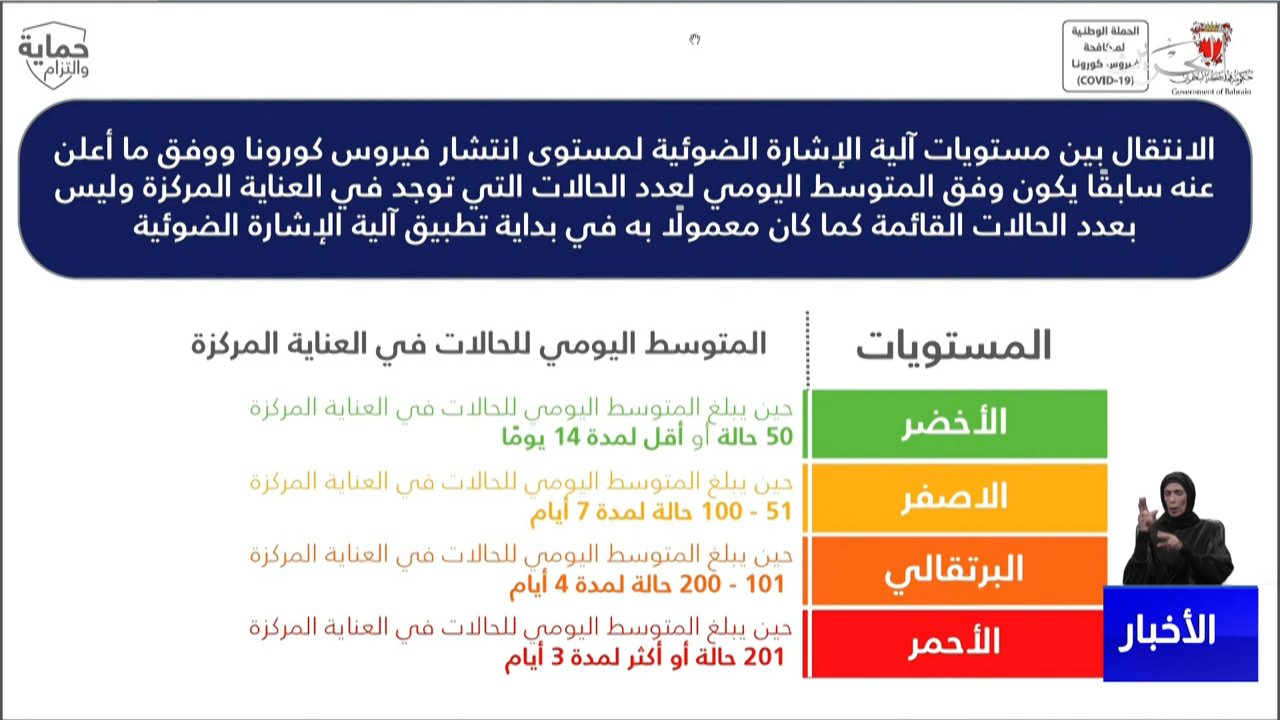 حماية
والتزام
الحملة الوطنية
لمكافحة
فيروس كورونا
(COVID-19)
Government of Bahrain
الانتقال بين مستويات آلية الإشارة الضوئية لمستوى انتشار فيروس كورونا ووفق ما أعلن
عنه سابقًا يكون وفق المتوسط اليومي لعدد الحالات التي توجد في العناية المركزة وليس
بعدد الحالات القائمة كما كان معمولًا به في بداية تطبيق آلية الإشارة الضوئية
المستويات
المتوسط اليومي للحالات في العناية المركزة
الأخضر
حين يبلغ المتوسط اليومي للحالات في العناية المركزة
50 حالة أو أقل لمدة 14 يومًا
الاصفر
حين يبلغ المتوسط اليومي للحالات في العناية المركزة
51 - 100 حالة لمدة 7 أيام
البرتقالي
حين يبلغ المتوسط اليومي للحالات في العناية المركزة
101 - 200 حالة لمدة 4 أيام
الأحمر
حين يبلغ المتوسط اليومي للحالات في العناية المركزة
201 حالة أو أكثر لمدة 3 أيام
الأخبار